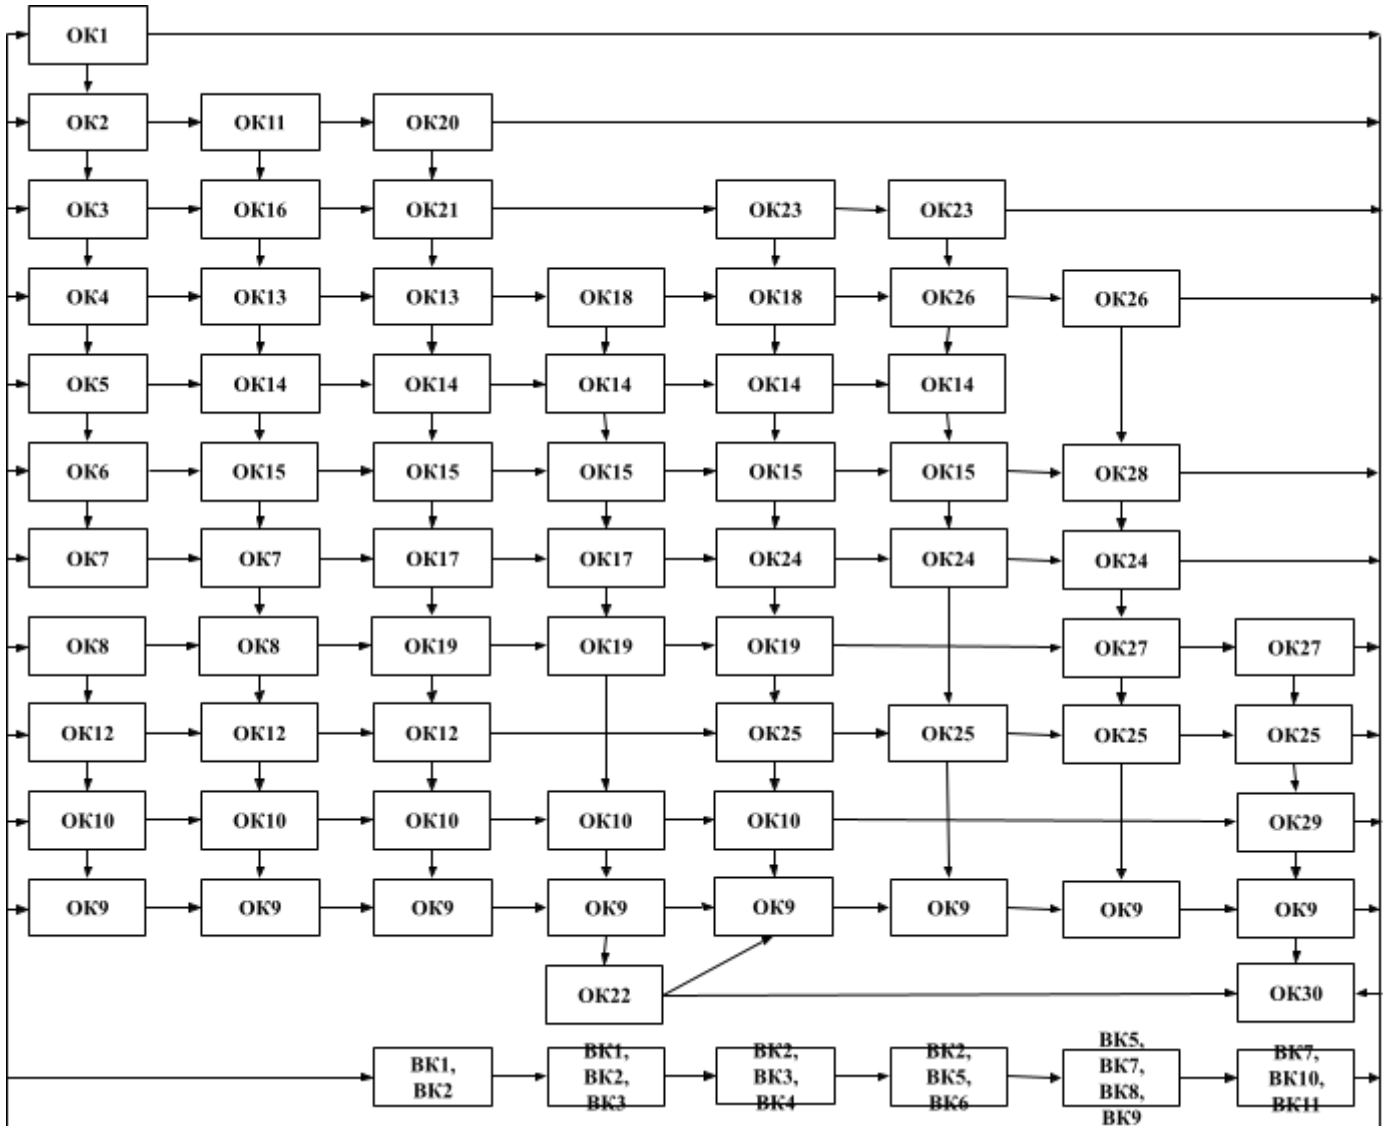 ОК1
ОК2
ОК11
ОК20
ОК3
ОК16
ОК21
ОК23
ОК23
ОК4
ОК13
ОК13
ОК18
ОК18
ОК26
ОК26
ОК5
ОК14
ОК14
ОК14
ОК14
ОК14
ОК6
ОК15
ОК15
ОК15
ОК15
ОК15
ОК28
ОК7
ОК7
ОК17
ОК17
ОК24
ОК24
ОК24
ОК8
ОК8
ОК19
ОК19
ОК19
ОК27
ОК27
ОК12
ОК12
ОК12
ОК25
ОК25
ОК25
ОК25
ОК10
ОК10
ОК10
ОК10
ОК10
ОК29
ОК9
ОК9
ОК9
ОК9
ОК9
ОК9
ОК9
ОК9
ОК22
ОК30
ВК1,
ВК2
ВК1,
ВК2,
ВК3
ВК2,
ВК3,
ВК4
ВК2,
ВК5,
ВК6
ВК5,
ВК7,
ВК8,
ВК9
ВК7,
ВК10,
ВК11